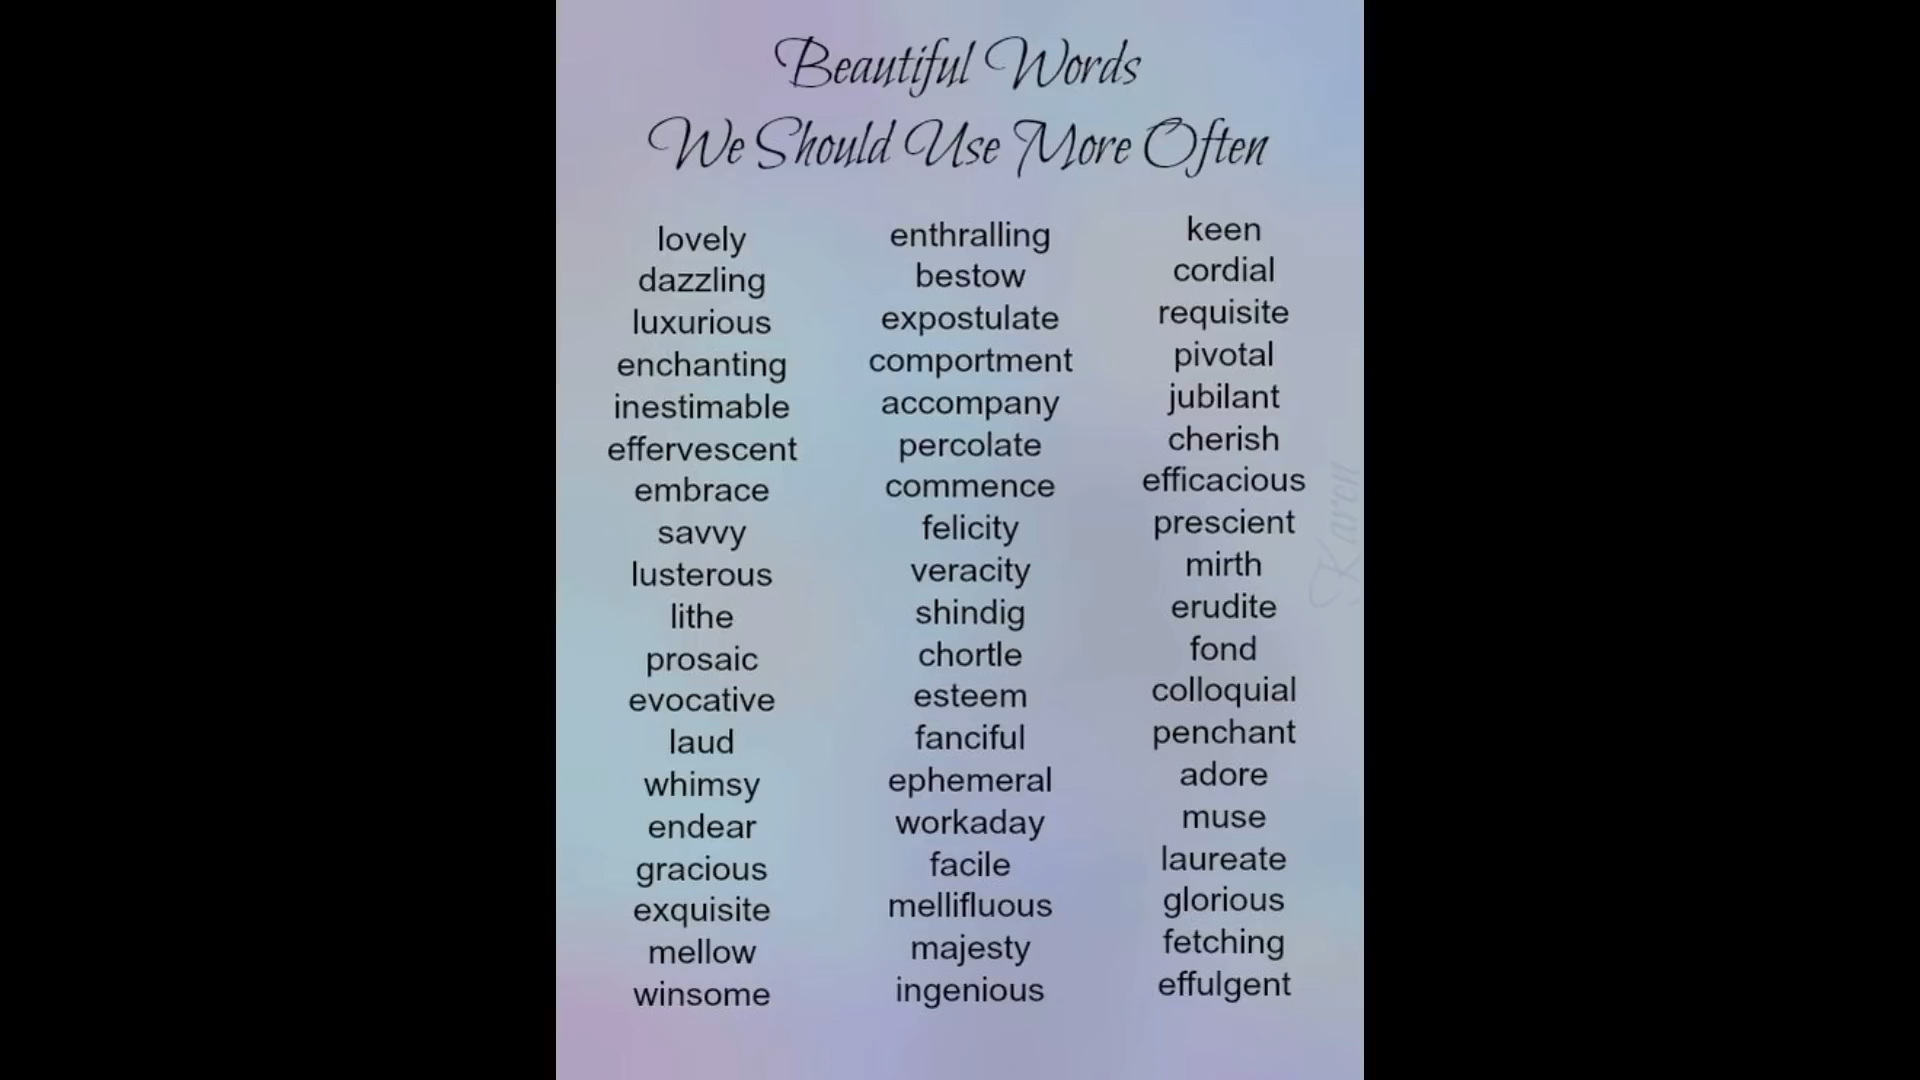 Beautiful Words
We Should Use More Often
lovely
dazzling
luxurious
enchanting
inestimable
effervescent
embrace
savvy
lusterous
lithe
prosaic
evocative
laud
whimsy
endear
gracious
exquisite
mellow
winsome
enthralling
bestow
expostulate
comportment
accompany
percolate
commence
felicity
veracity
shindig
chortle
esteem
fanciful
ephemeral
workaday
facile
mellifluous
majesty
ingenious
keen
cordial
requisite
pivotal
jubilant
cherish
efficacious
prescient
mirth
erudite
fond
colloquial
penchant
adore
muse
laureate
glorious
fetching
effulgent
Karen